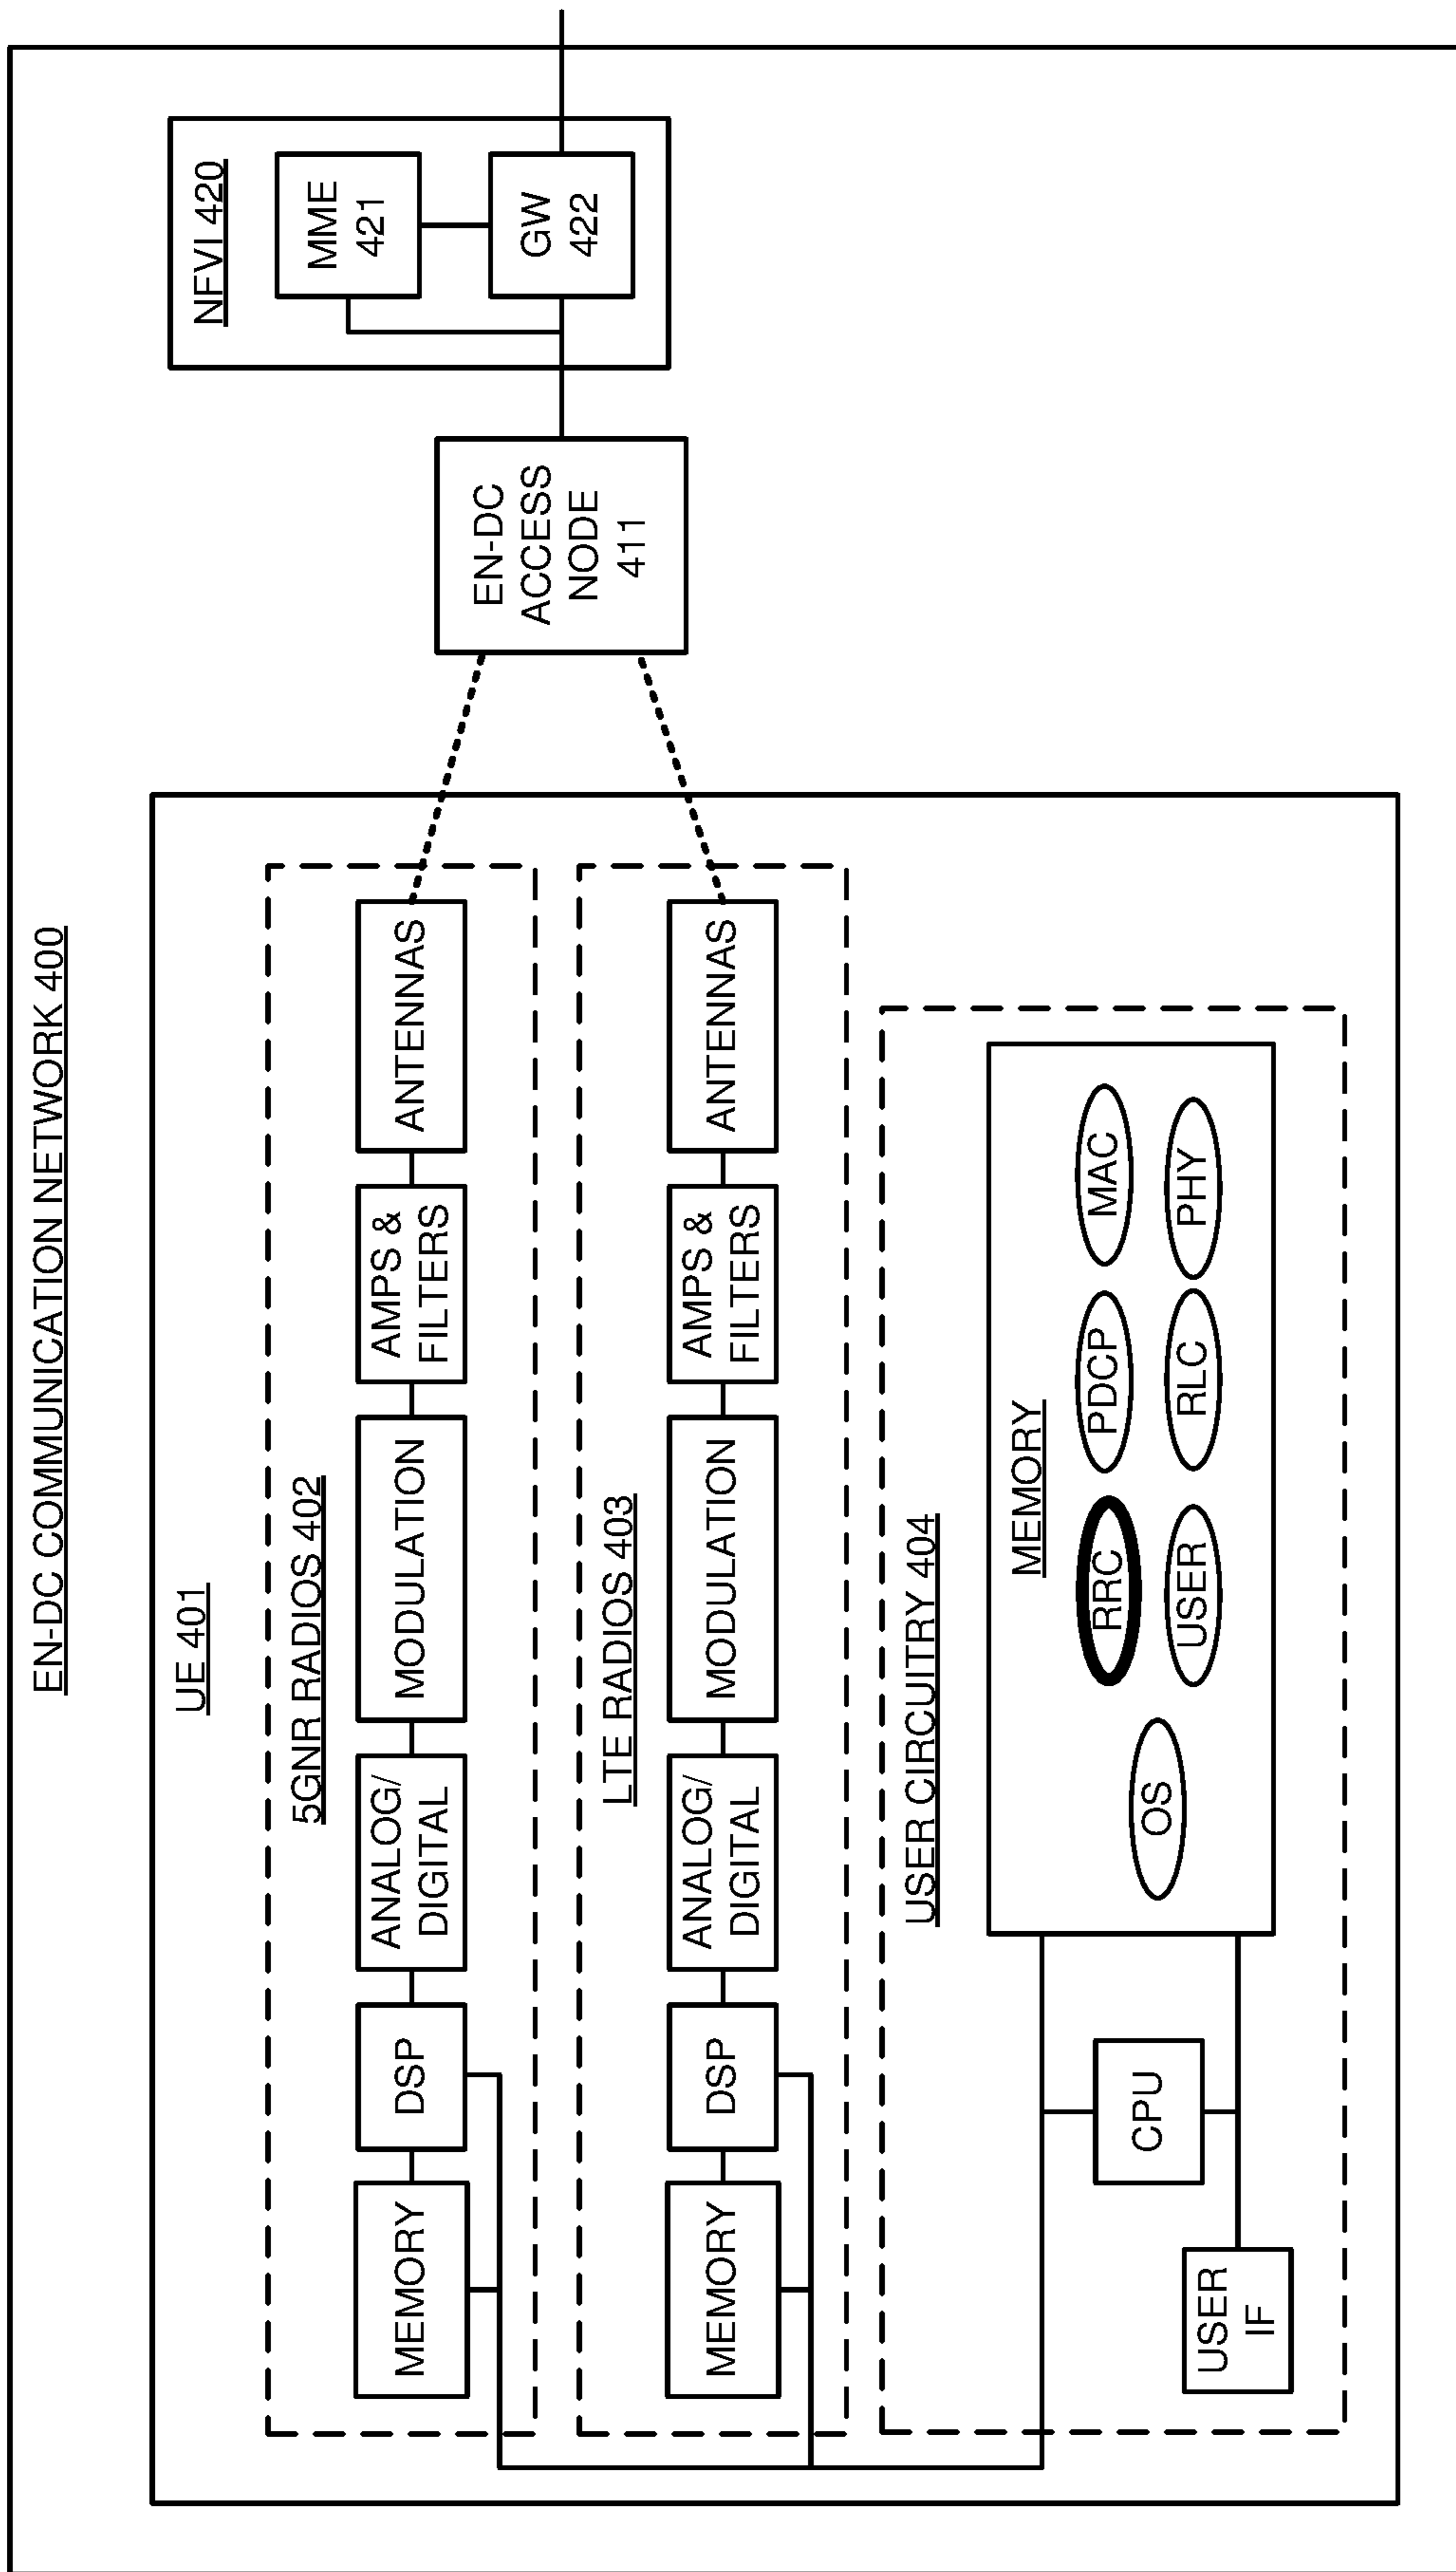 EN-DC COMMUNICATION NETWORK 400
UE 401
5GNR RADIOS 402
MEMORY
DSP
ANALOG/
DIGITAL
MODULATION
AMPS &
FILTERS
ANTENNAS
LTE RADIOS 403
MEMORY
DSP
ANALOG/
DIGITAL
MODULATION
AMPS &
FILTERS
ANTENNAS
USER CIRCUITRY 404
USER
IF
CPU
MEMORY
OS
RRC
PDCP
MAC
USER
RLC
PHY
EN-DC
ACCESS
NODE
411
NFVI 420
MME
421
GW
422